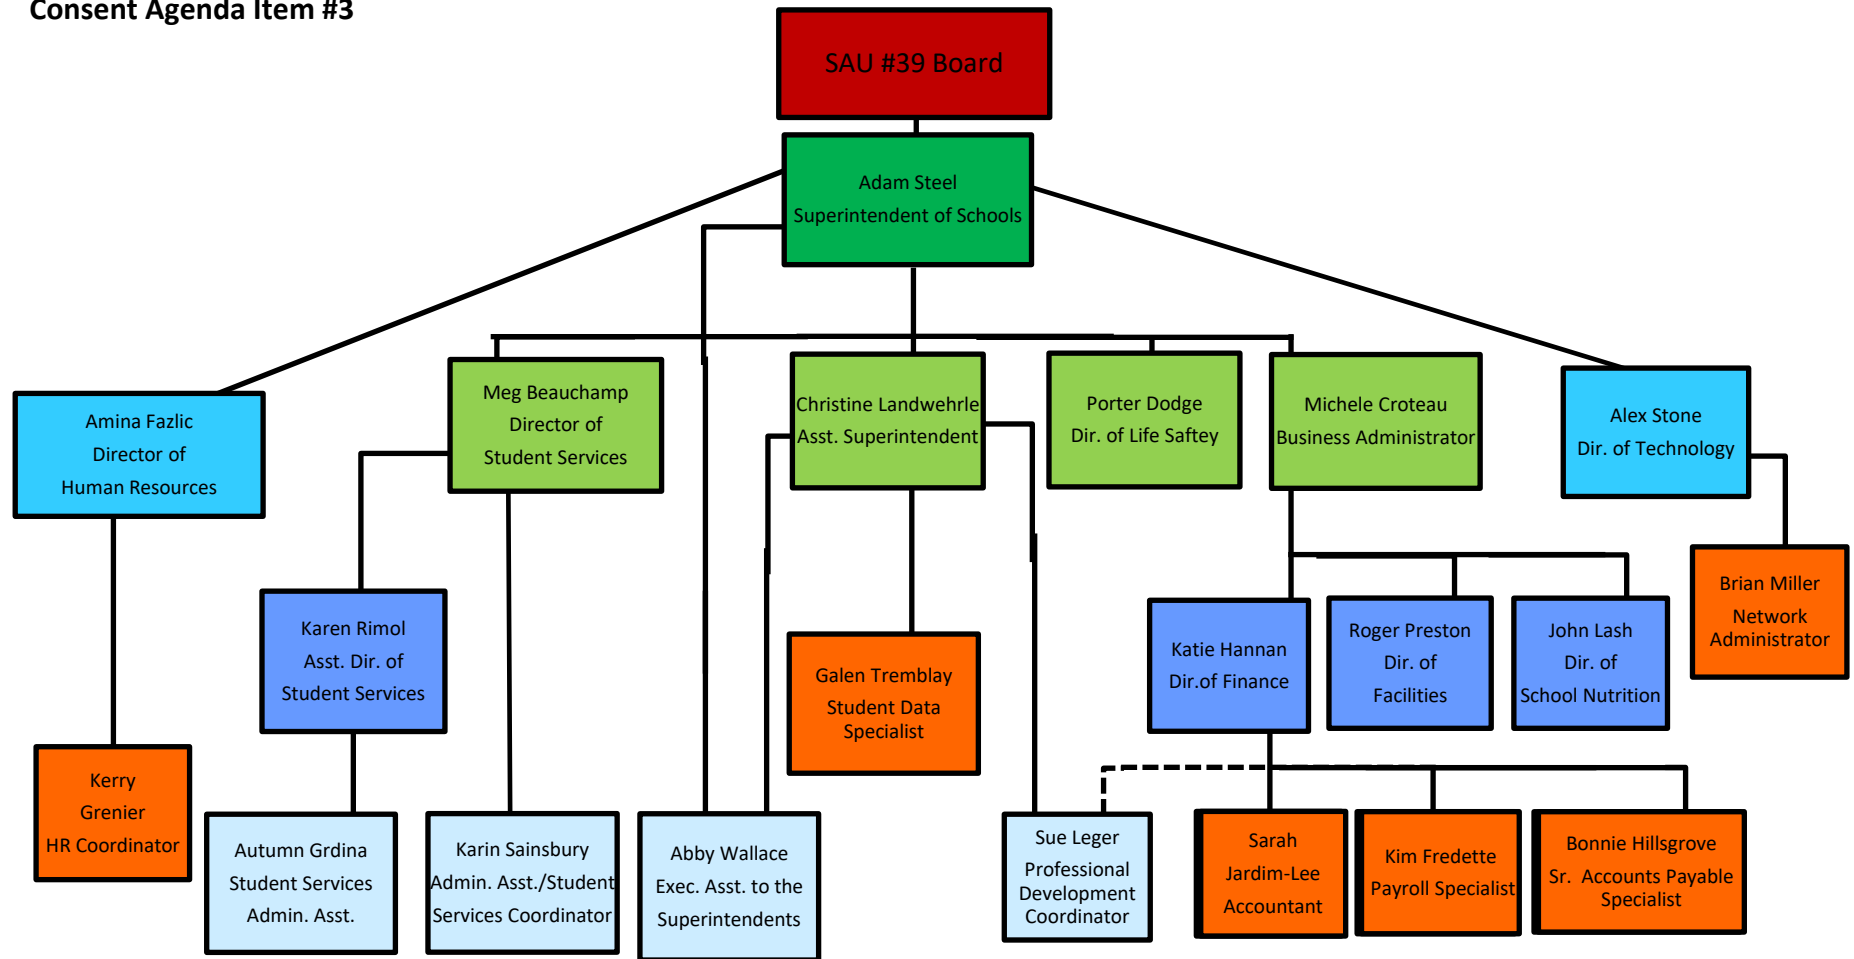 Consent Agenda Item #3
SAU #39 Board
Adam Steel
Superintendent of Schools
Amina Fazlic
Director of
Human Resources
Meg Beauchamp
Director of
Student Services
Christine Landwehrle
Asst. Superintendent
Porter Dodge
Dir. of Life Saftey
Michele Croteau
Business Administrator
Alex Stone
Dir. of Technology
Karen Rimol
Asst. Dir. of
Student Services
Galen Tremblay
Student Data
Specialist
Katie Hannan
Dir.of Finance
Roger Preston
Dir. of
Facilities
John Lash
Dir. of
School Nutrition
Brian Miller
Network
Administrator
Kerry
Grenier
HR Coordinator
Autumn Grdina
Student Services
Admin. Asst.
Karin Sainsbury
Admin. Asst./Student
Services Coordinator
Abby Wallace
Exec. Asst. to the
Superintendents
Sue Leger
Professional
Development
Coordinator
Sarah
Jardim-Lee
Accountant
Kim Fredette
Payroll Specialist
Bonnie Hillsgrove
Sr. Accounts Payable
Specialist